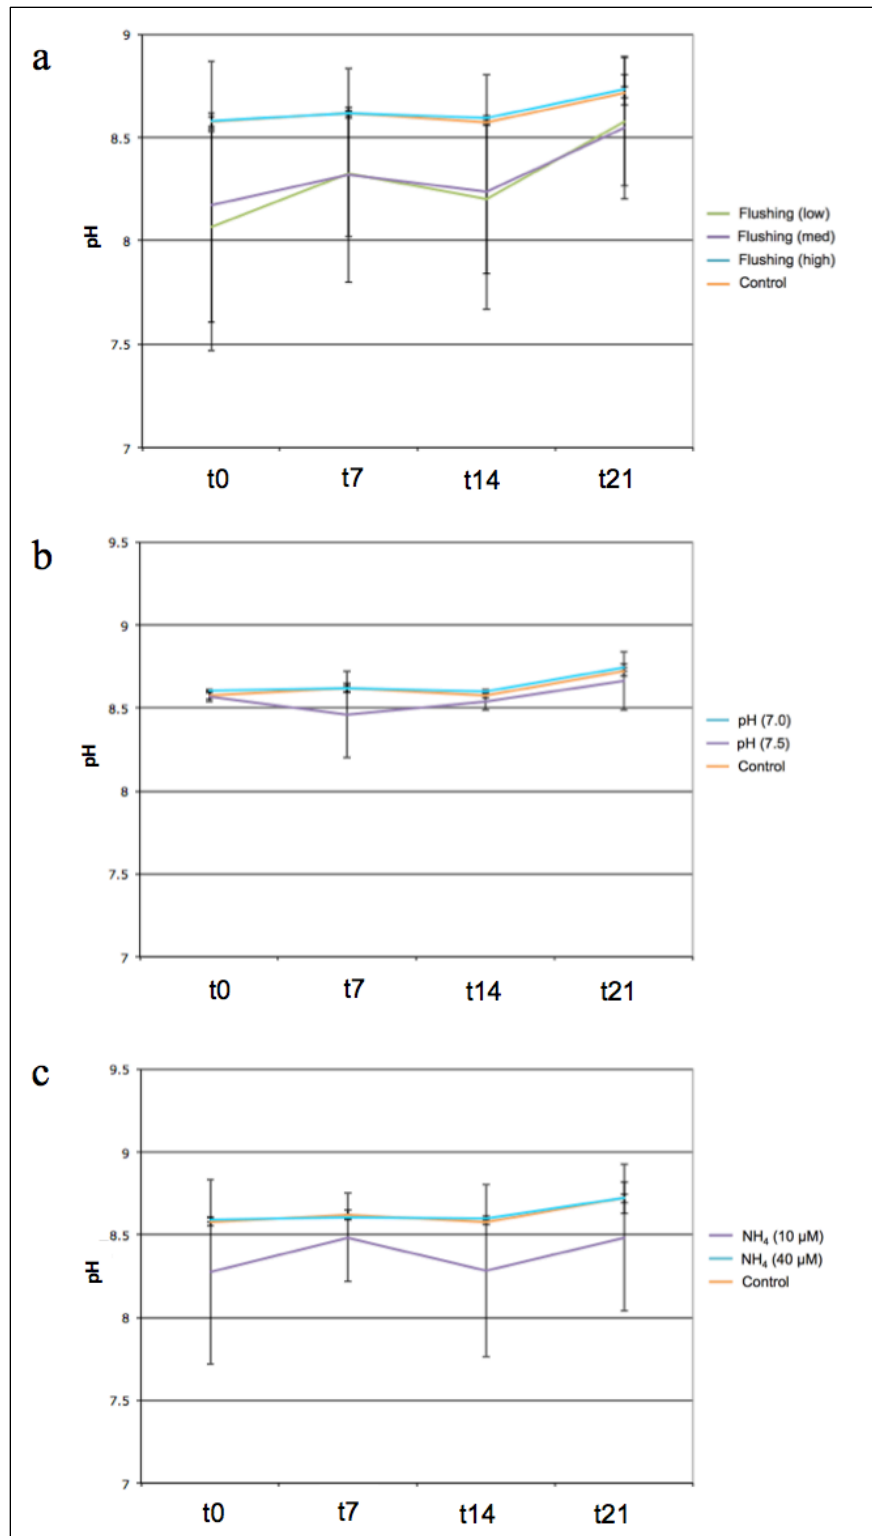 a
9
8.5
8
7.5
7
pH
t0 t7 t14 t21
Flushing (low)
Flushing (med)
Flushing (high)
Control
b
9.5
9
8.5
8
7.5
7
pH
t0 t7 t14 t21
pH (7.0)
pH (7.5)
Control
c
9.5
9
8.5
8
7.5
7
pH
t0 t7 t14 t21
NH₄ (10 µM)
NH₄ (40 µM)
Control